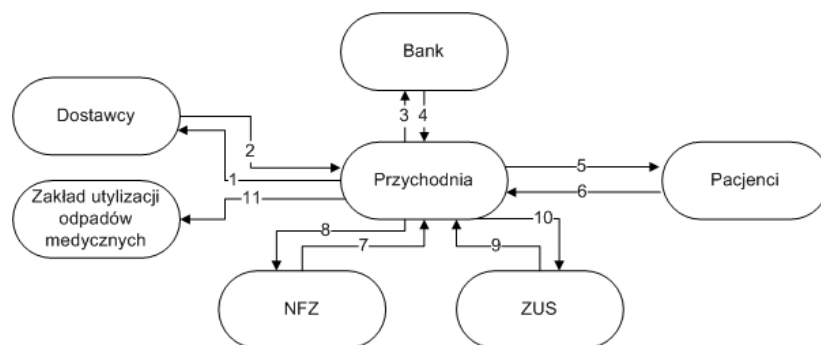 Bank
Dostawcy
3
4
2
1
Przychodnia
5
6
Pacjenci
Zakład utylizacji
odpadów
medycznych
11
8
7
10
9
NFZ
ZUS